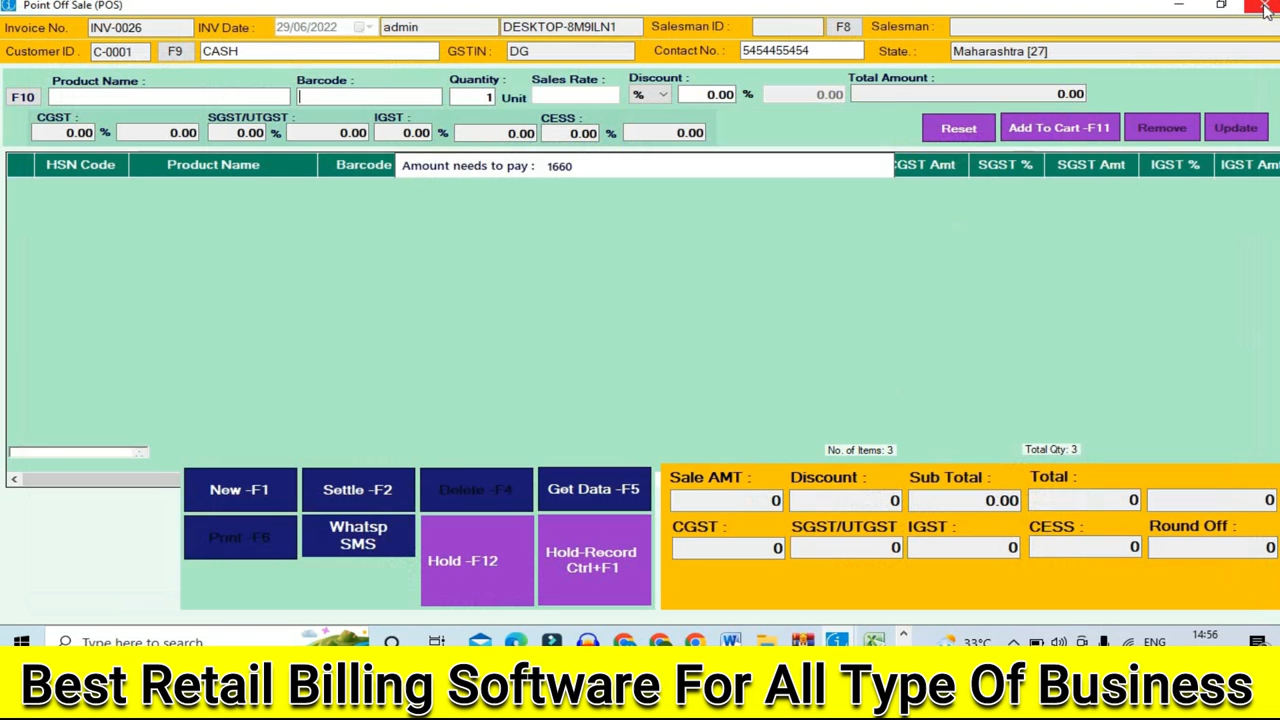 Point Off Sale (POS)
Invoice No. INV-0026 INV Date : 29/06/2022 admin DESKTOP-8M9ILN1 Salesman ID : F8 Salesman :
Customer ID . C-0001 F9 CASH GSTIN : DG Contact No. : 5454455454 State. : Maharashtra [27]
Product Name : Barcode : Quantity : Sales Rate : Discount : Total Amount :
F10 1 Unit % 0.00 % 0.00 0.00
CGST : SGST/UTGST : IGST : CESS :
0.00 % 0.00 0.00 % 0.00 0.00 % 0.00 0.00 % 0.00
Reset Add To Cart -F11 Remove Update
HSN Code Product Name Barcode Amount needs to pay : 1660 CGST Amt SGST % SGST Amt IGST % IGST Am
No. of Items: 3 Total Qty: 3
New -F1 Settle -F2 Delete -F4 Get Data -F5
Print -F6 Whatsp
SMS
Hold -F12 Hold-Record
Ctrl+F1
Sale AMT : Discount : Sub Total : Total :
0 0 0.00 0 0
CGST : SGST/UTGST IGST : CESS : Round Off :
0 0 0 0 0
Type here to search 33°C ENG 14:56
Best Retail Billing Software For All Type Of Business